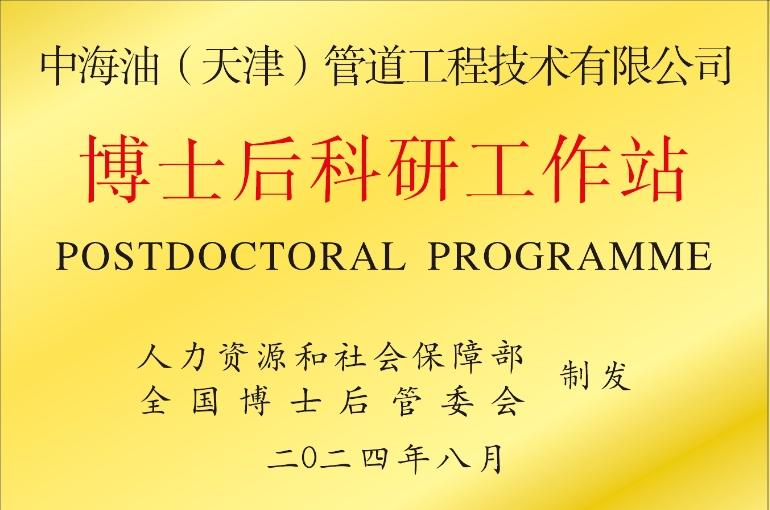 中海油（天津）管道工程技术有限公司
博士后科研工作站
POSTDOCTORAL PROGRAMME
人力资源和社会保障部
全国博士后管委会
制发
二〇二四年八月